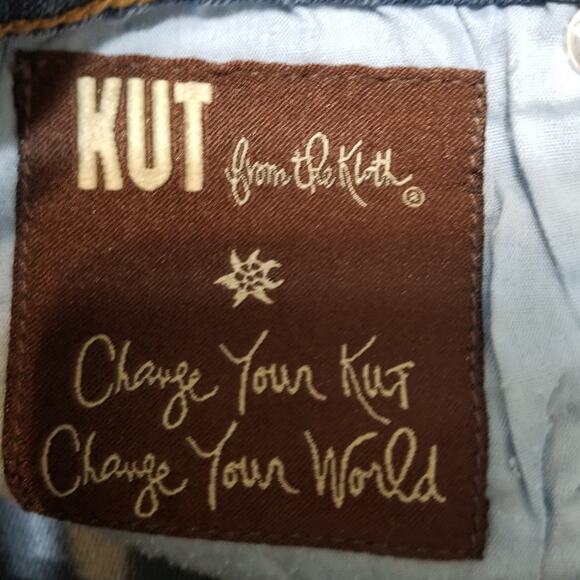 KUT from the Kloth®
Change Your Kut
Change Your World